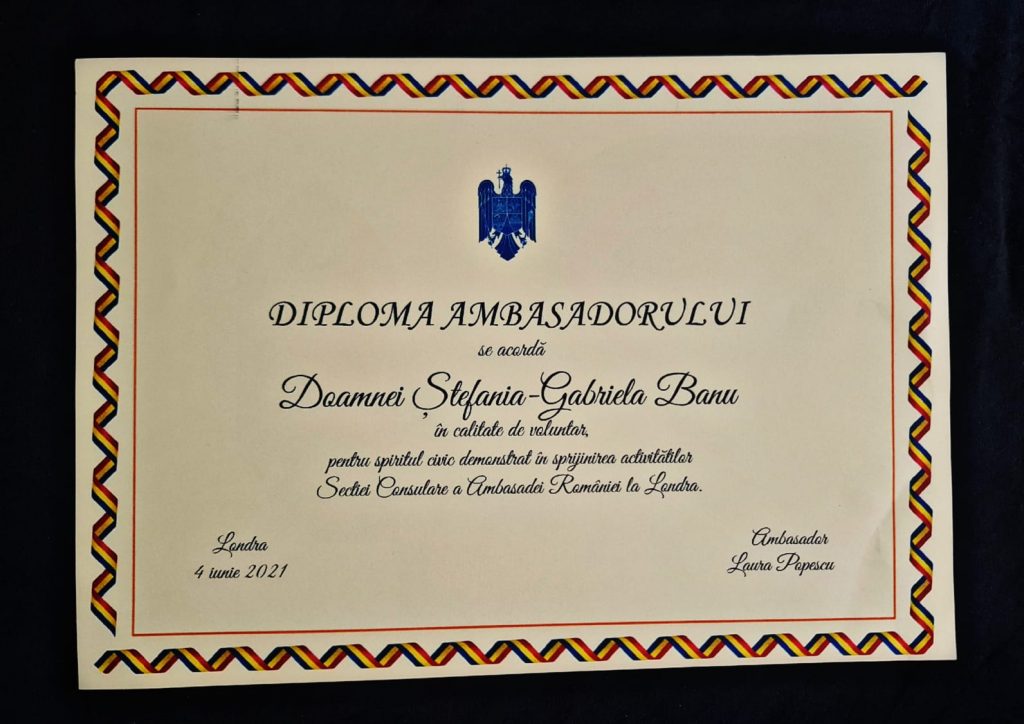 DIPLOMA AMBASADORULUI
se acordă
Doamnei Ștefania-Gabriela Banu
în calitate de voluntar,
pentru spiritul civic demonstrat în sprijinirea activităților
Secției Consulare a Ambasadei României la Londra.
Londra
4 iunie 2021
Ambasador
Laura Popescu